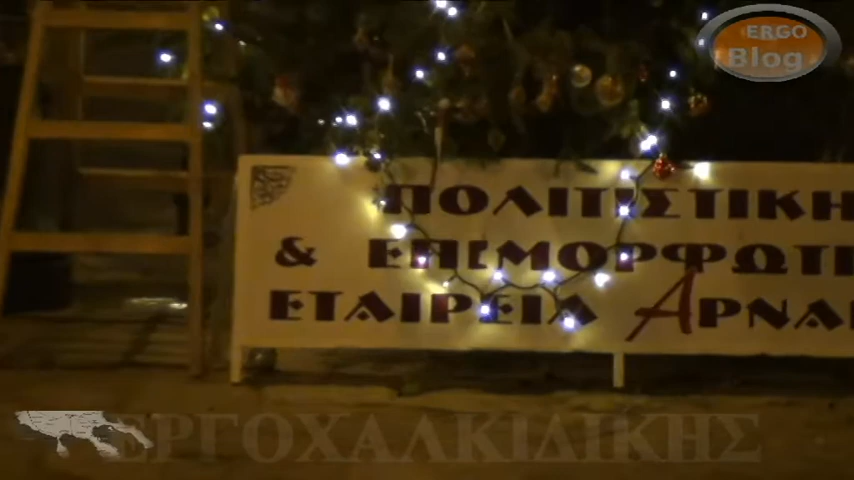 ERGO
Blog
ΠΟΛΙΤΙΣΤΙΚΗ
& ΕΠΙΜΟΡΦΩΤΙ
ΕΤΑΙΡΕΙΑ ΑΡΝΑ
ΕΡΓΟΧΑΛΚΙΔΙΚΗΣ